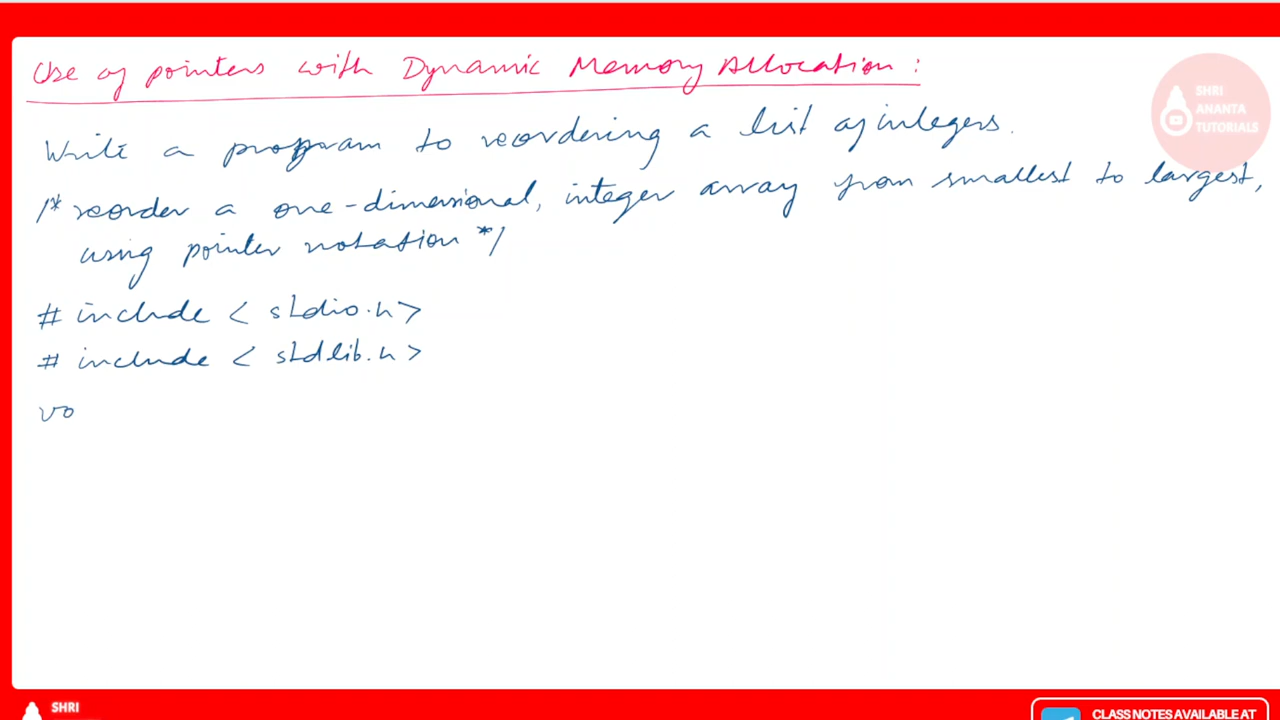 Use of pointers with Dynamic Memory Allocation :
Write a program to reordering a list of integers.
/* reorder a one-dimensional, integer array from smallest to largest,
using pointer notation */
# include < stdio.h >
# include < stdlib.h >
vo
SHRI
ANANTA
TUTORIALS
SHRI
CLASS NOTES AVAILABLE AT